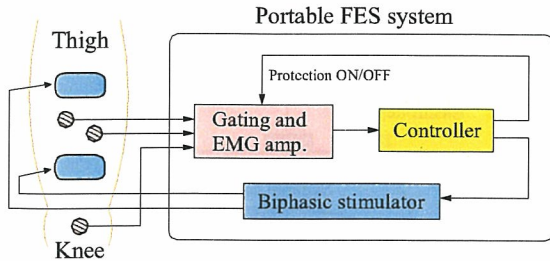 Portable FES system
Thigh
Protection ON/OFF
Gating and
EMG amp.
Controller
Biphasic stimulator
Knee